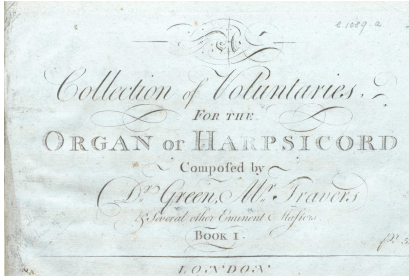 A
Collection of Voluntaries,
FOR THE
ORGAN or HARPSICORD
Composed by
Dr. Green, Mr. Travers
& Several other Eminent Masters
BOOK I.
LONDON